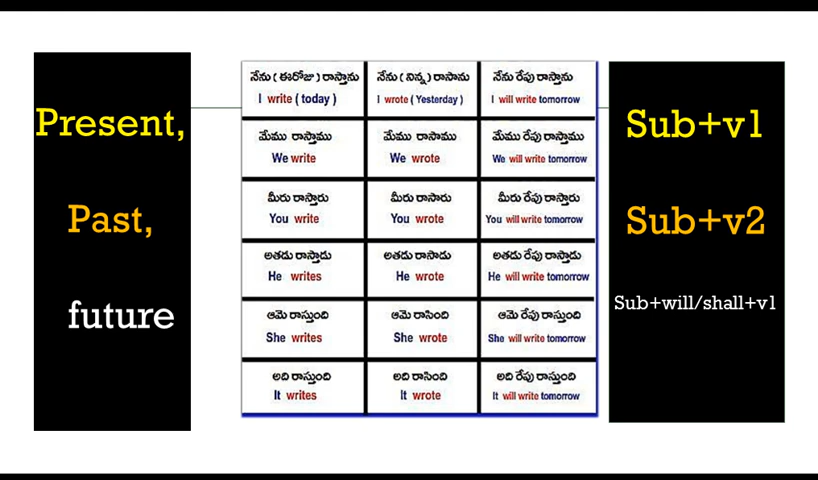 Present,
Past,
future
నేను ( ఈరోజు ) రాస్తాను
I write ( today )
నేను ( నిన్న ) రాసాను
I wrote ( Yesterday )
నేను రేపు రాస్తాను
I will write tomorrow
మేము రాస్తాము
We write
మేము రాసాము
We wrote
మేము రేపు రాస్తాము
We will write tomorrow
మీరు రాస్తారు
You write
మీరు రాసారు
You wrote
మీరు రేపు రాస్తారు
You will write tomorrow
అతడు రాస్తాడు
He writes
అతడు రాసాడు
He wrote
అతడు రేపు రాస్తాడు
He will write tomorrow
ఆమె రాస్తుంది
She writes
ఆమె రాసింది
She wrote
ఆమె రేపు రాస్తుంది
She will write tomorrow
అది రాస్తుంది
It writes
అది రాసింది
It wrote
అది రేపు రాస్తుంది
It will write tomorrow
Sub+v1
Sub+v2
Sub+will/shall+v1